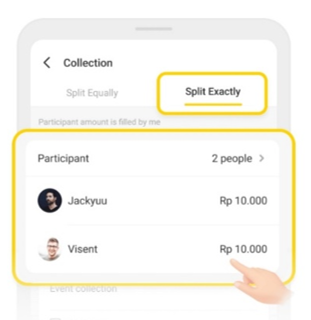 Collection
Split Equally
Split Exactly
Participant amount is filled by me
Participant
2 people
Jackyuu
Rp 10.000
Visent
Rp 10.000
Event collection